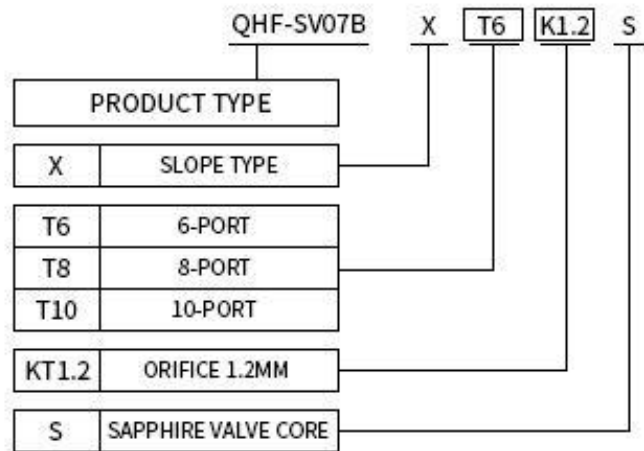 QHF-SV07B X T6 K1.2 S
PRODUCT TYPE
X SLOPE TYPE
T6 6-PORT
T8 8-PORT
T10 10-PORT
KT1.2 ORIFICE 1.2MM
S SAPPHIRE VALVE CORE